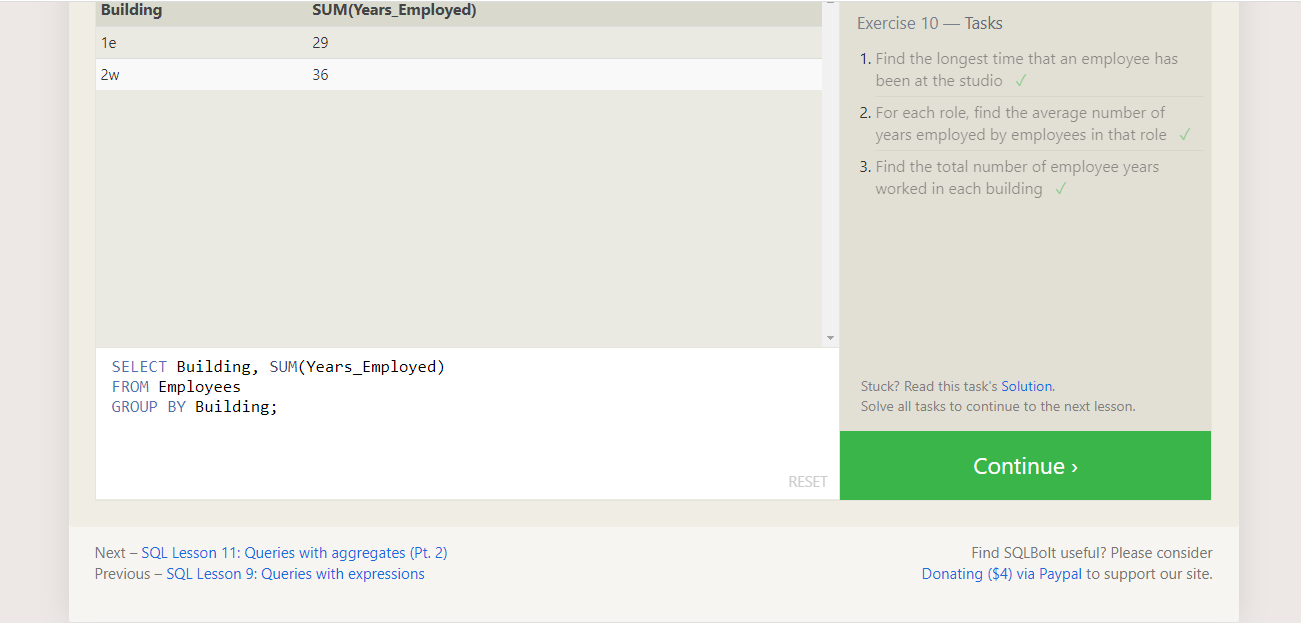 Building SUM(Years_Employed)
1e 29
2w 36
SELECT Building, SUM(Years_Employed)
FROM Employees
GROUP BY Building;
RESET
Exercise 10 — Tasks
1. Find the longest time that an employee has
been at the studio ✓
2. For each role, find the average number of
years employed by employees in that role ✓
3. Find the total number of employee years
worked in each building ✓
Stuck? Read this task's Solution.
Solve all tasks to continue to the next lesson.
Continue ›
Next – SQL Lesson 11: Queries with aggregates (Pt. 2)
Previous – SQL Lesson 9: Queries with expressions
Find SQLBolt useful? Please consider
Donating ($4) via Paypal to support our site.